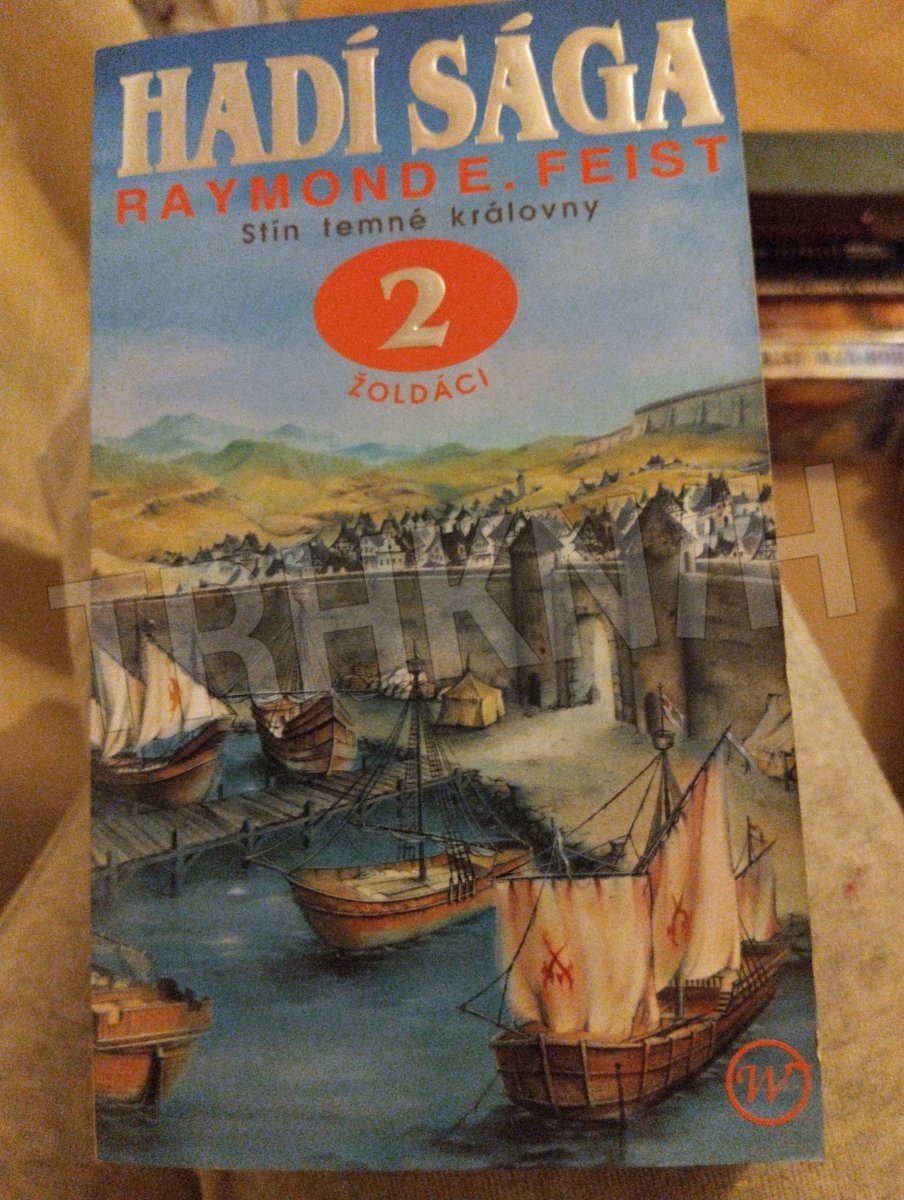 HADÍ SÁGA
RAYMOND E. FEIST
Stín temné královny
2
ŽOLDÁCI
TRHKNIH
W